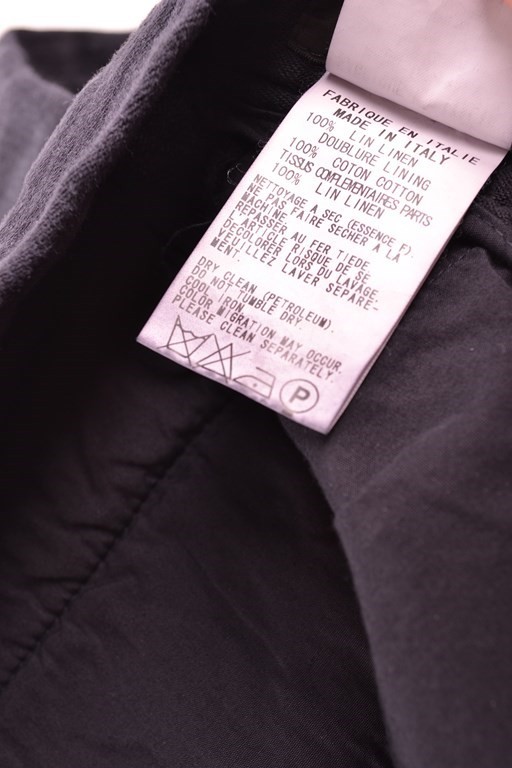 FABRIQUE EN ITALIE
MADE IN ITALY
100% LIN LINEN
DOUBLURE LINING
100% COTON COTTON
TISSUS COMPLEMENTAIRES PARTS
100% LIN LINEN
NETTOYAGE A SEC (ESSENCE F).
NE PAS FAIRE SECHER A LA
MACHINE
REPASSER AU FER TIEDE.
LE VETEMENT RISQUE DE SE
DECOLORER LORS DU LAVAGE.
VEUILLEZ LAVER SEPARE-
MENT.
DRY CLEAN (PETROLEUM).
DO NOT TUMBLE DRY.
COOL IRON
COLOR MIGRATION MAY OCCUR.
PLEASE CLEAN SEPARATELY.
P